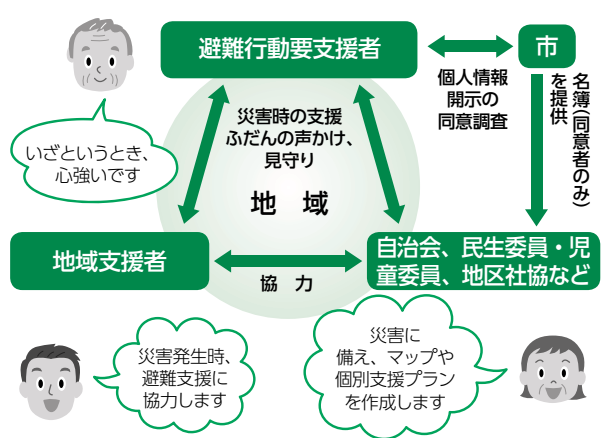 避難行動要支援者
市
個人情報
開示の
同意調査
名簿(同意者のみ)
を提供
災害時の支援
ふだんの声かけ、
見守り
地 域
いざというとき、
心強いです
地域支援者
協 力
自治会、民生委員・児
童委員、地区社協など
災害発生時、
避難支援に
協力します
災害に
備え、マップや
個別支援プラン
を作成します